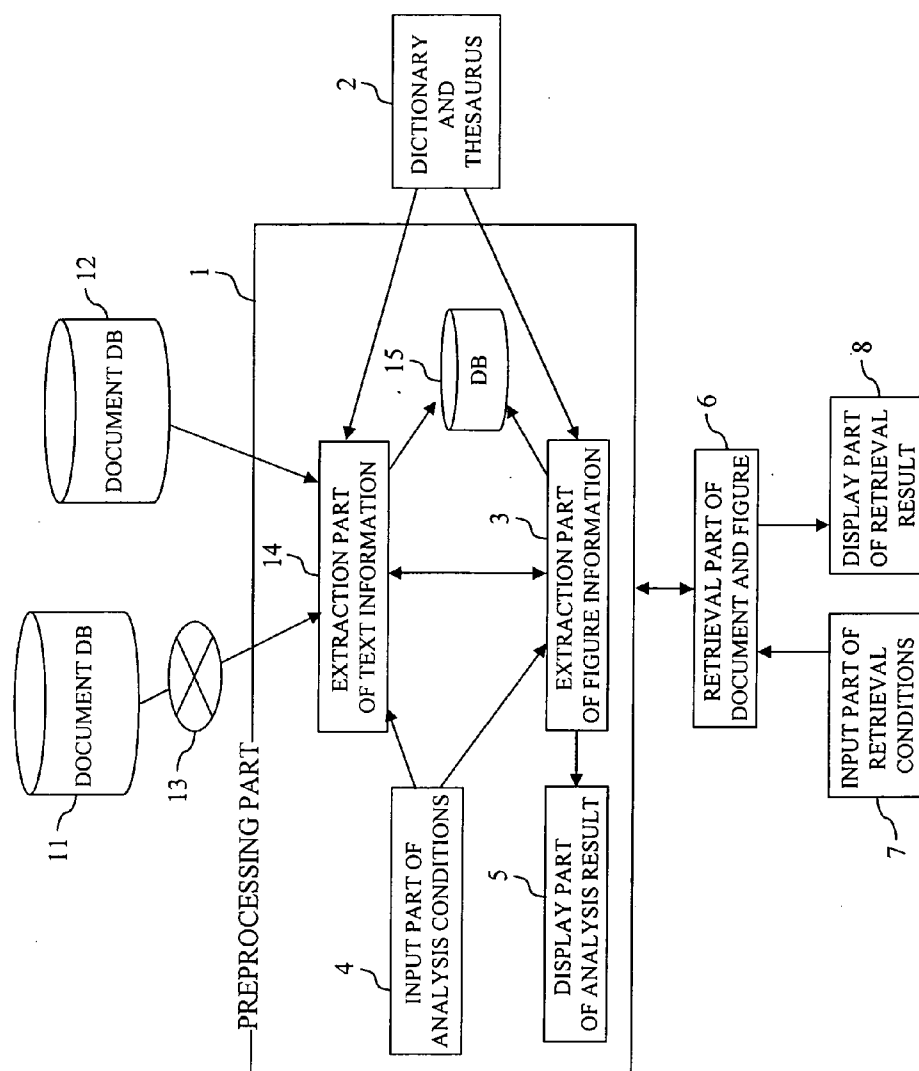 11
DOCUMENT DB
12
DOCUMENT DB
13
PREPROCESSING PART
1
2
DICTIONARY
AND
THESAURUS
4
INPUT PART OF
ANALYSIS CONDITIONS
14
EXTRACTION PART
OF TEXT INFORMATION
15
DB
5
DISPLAY PART
OF ANALYSIS RESULT
3
EXTRACTION PART
OF FIGURE INFORMATION
6
RETRIEVAL PART OF
DOCUMENT AND FIGURE
7
INPUT PART OF
RETRIEVAL
CONDITIONS
8
DISPLAY PART
OF RETRIEVAL
RESULT